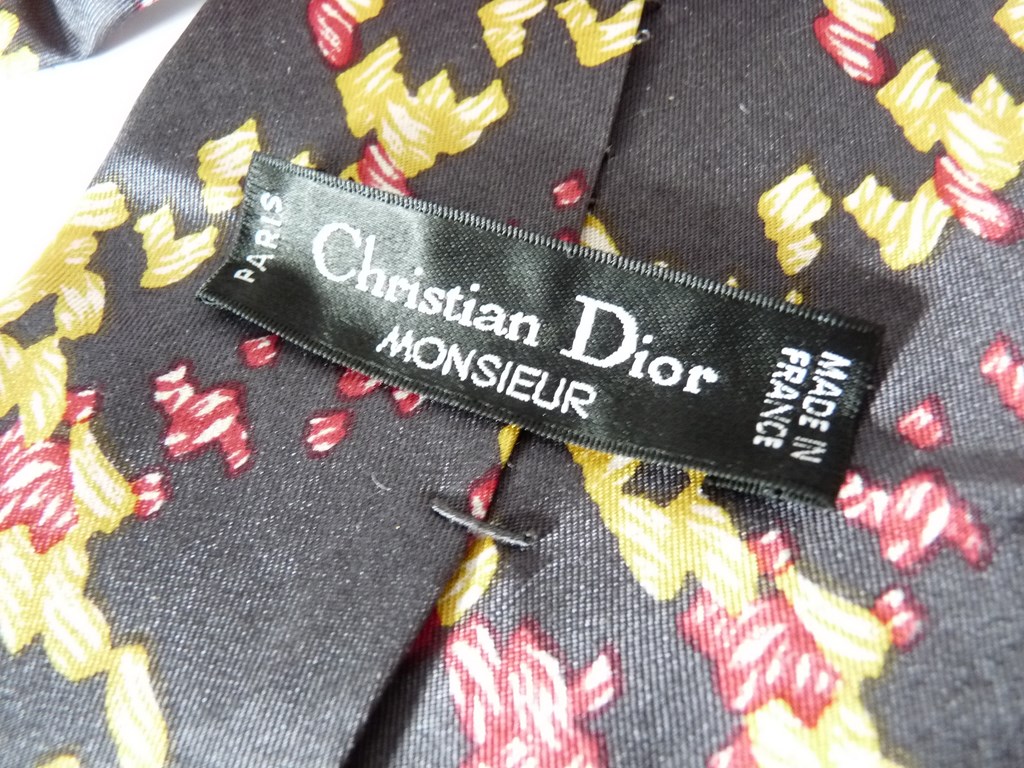 PARIS
Christian Dior
MONSIEUR
MADE IN
FRANCE